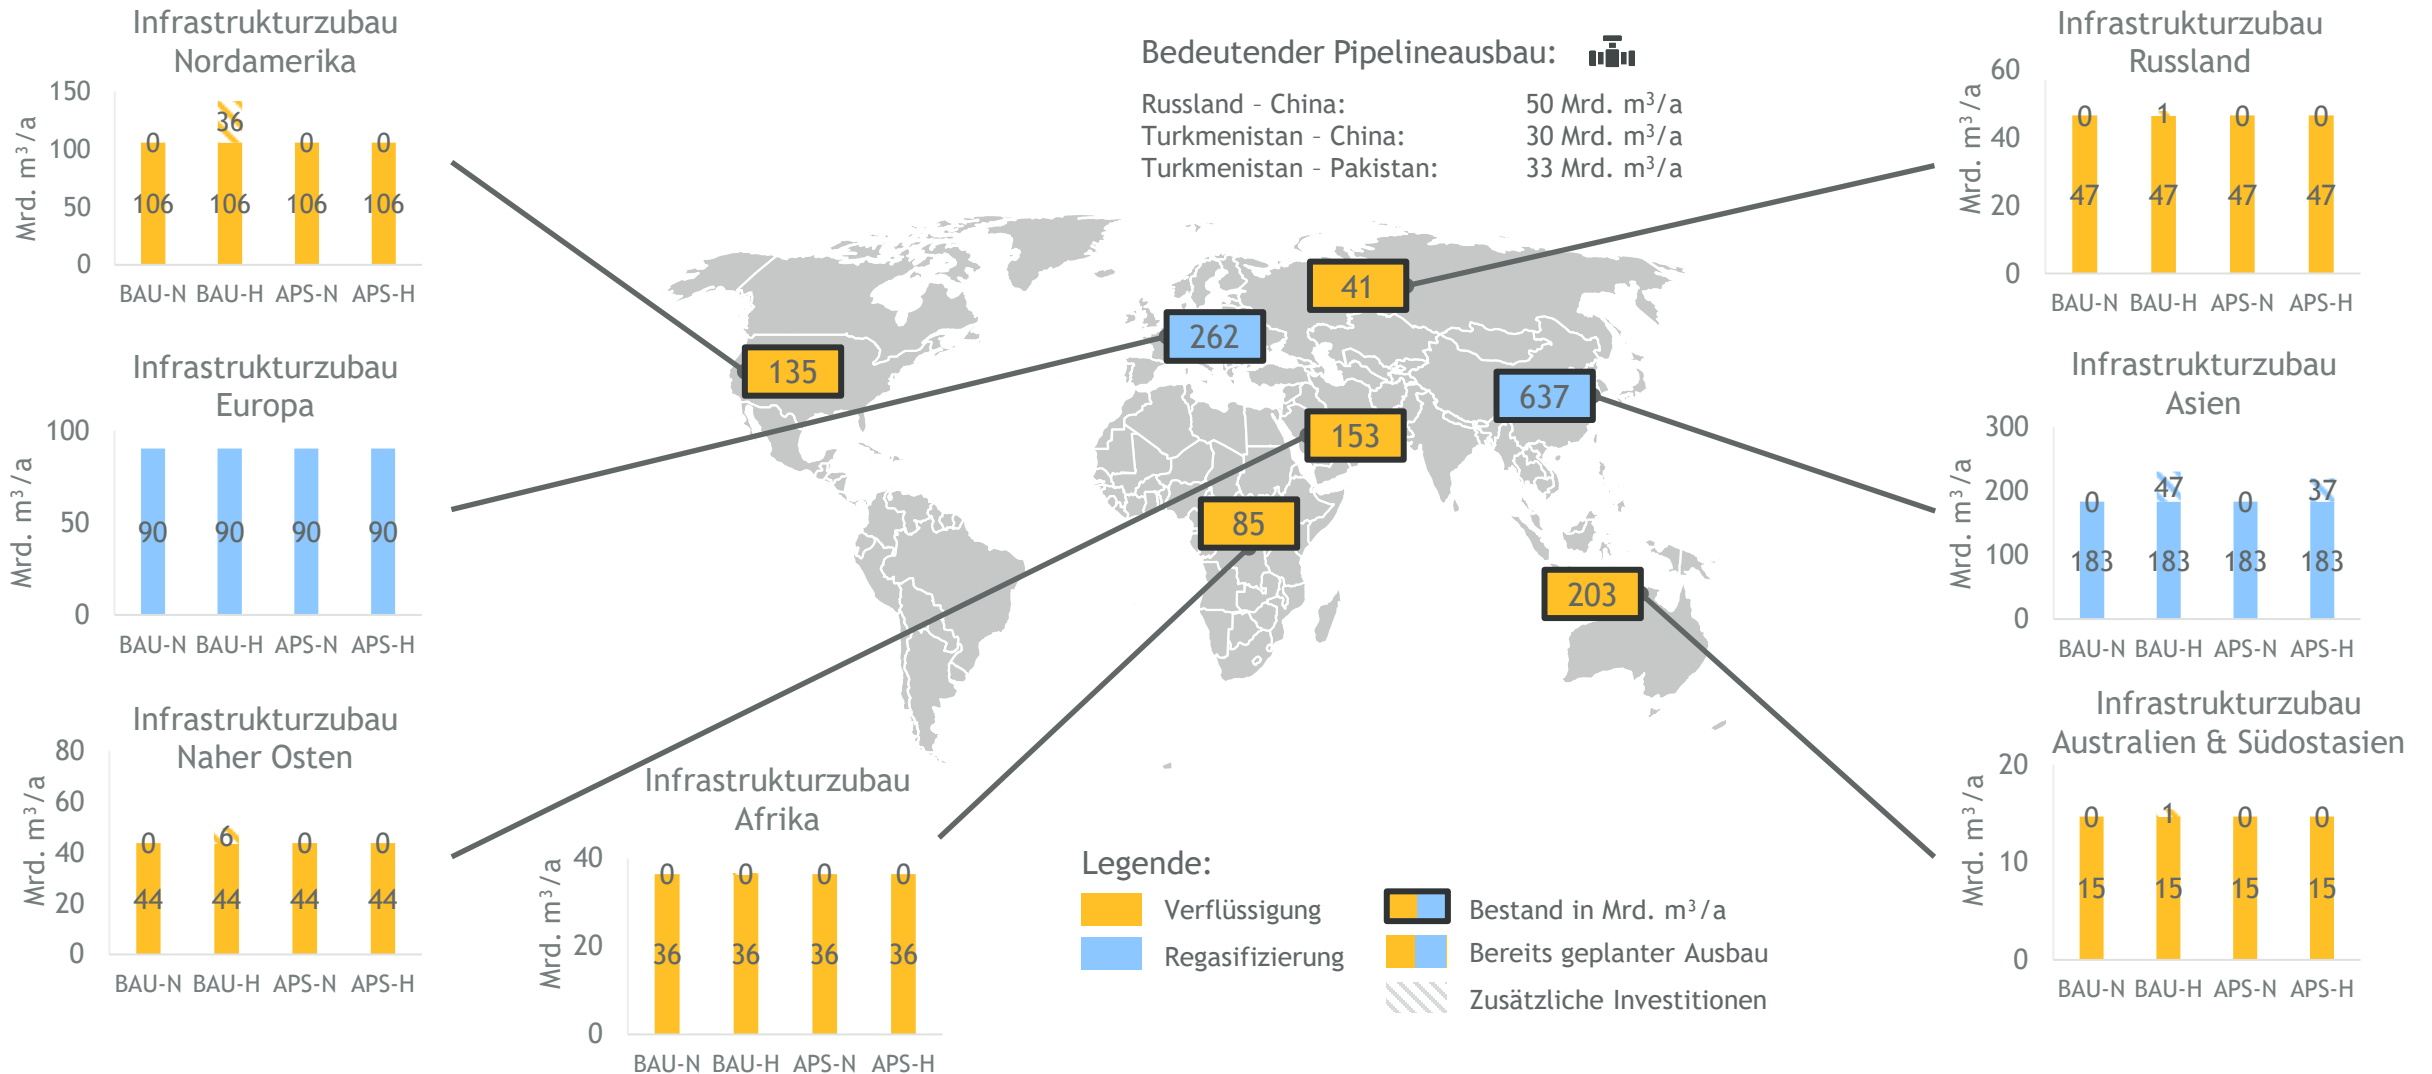 Infrastrukturzubau
Nordamerika
Mrd. m³/a
150
100
50
0
0
36
0
0
106
106
106
106
BAU-N BAU-H APS-N APS-H
Bedeutender Pipelineausbau:
Russland – China: 50 Mrd. m³/a
Turkmenistan – China: 30 Mrd. m³/a
Turkmenistan – Pakistan: 33 Mrd. m³/a
Infrastrukturzubau
Russland
Mrd. m³/a
60
40
20
0
0
1
0
0
47
47
47
47
BAU-N BAU-H APS-N APS-H
41
262
135
637
153
85
203
Infrastrukturzubau
Europa
Mrd. m³/a
100
50
0
90
90
90
90
BAU-N BAU-H APS-N APS-H
Infrastrukturzubau
Asien
Mrd. m³/a
300
200
100
0
0
47
0
37
183
183
183
183
BAU-N BAU-H APS-N APS-H
Infrastrukturzubau
Naher Osten
Mrd. m³/a
80
60
40
20
0
0
6
0
0
44
44
44
44
BAU-N BAU-H APS-N APS-H
Infrastrukturzubau
Afrika
Mrd. m³/a
40
20
0
0
0
0
0
36
36
36
36
BAU-N BAU-H APS-N APS-H
Legende:
Verflüssigung
Regasifizierung
Bestand in Mrd. m³/a
Bereits geplanter Ausbau
Zusätzliche Investitionen
Infrastrukturzubau
Australien & Südostasien
Mrd. m³/a
20
10
0
0
1
0
0
15
15
15
15
BAU-N BAU-H APS-N APS-H